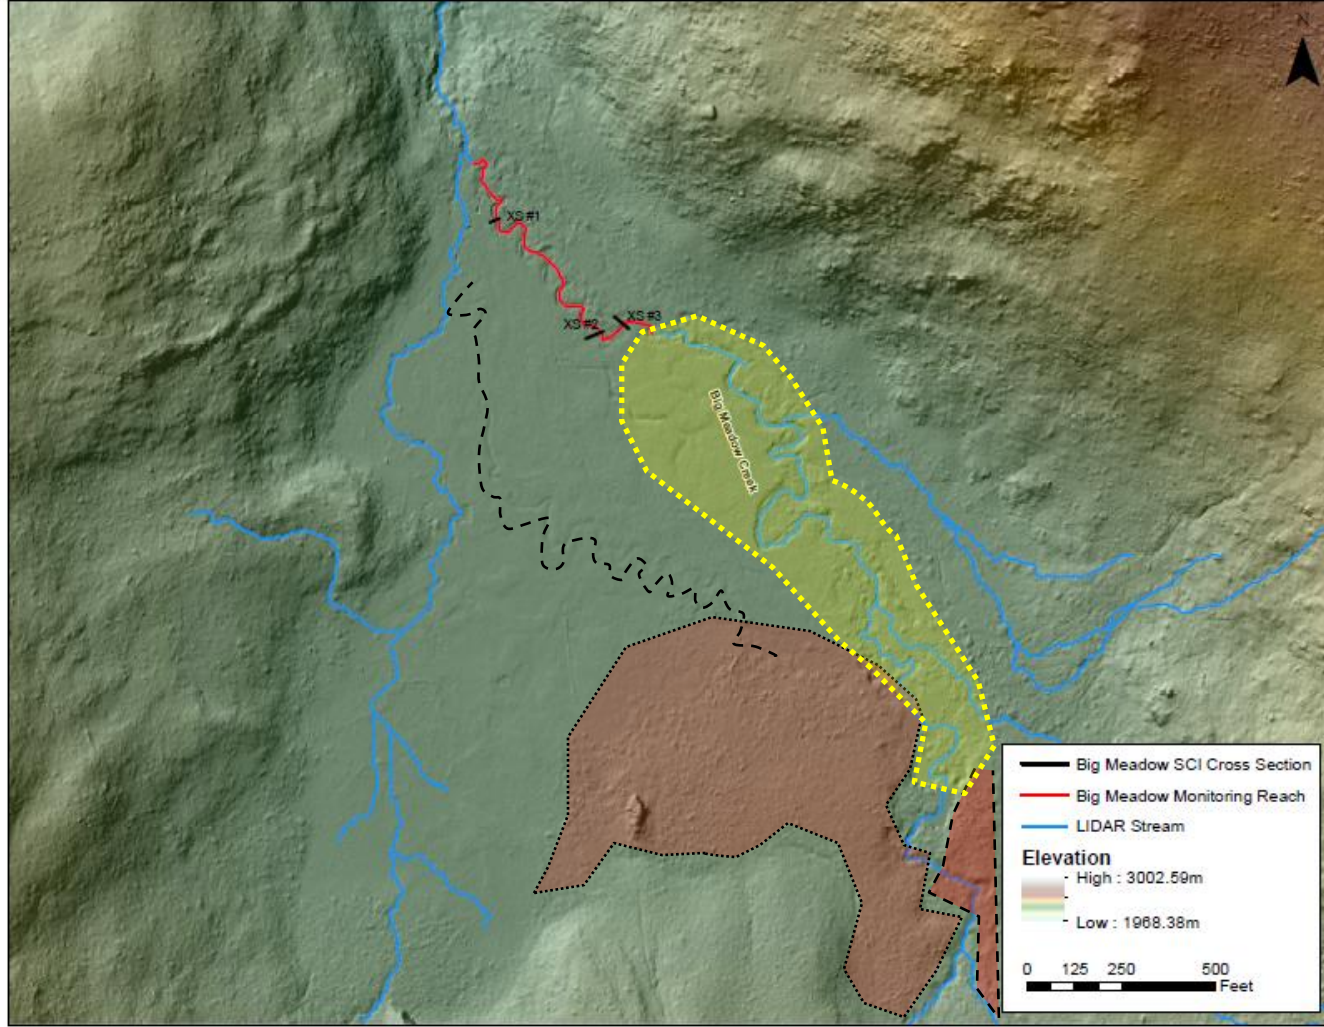 N
XS #1
XS #2
XS #3
Big Meadow Creek
Big Meadow SCI Cross Section
Big Meadow Monitoring Reach
LIDAR Stream
Elevation
High : 3002.59m
Low : 1968.38m
0 125 250 500
Feet